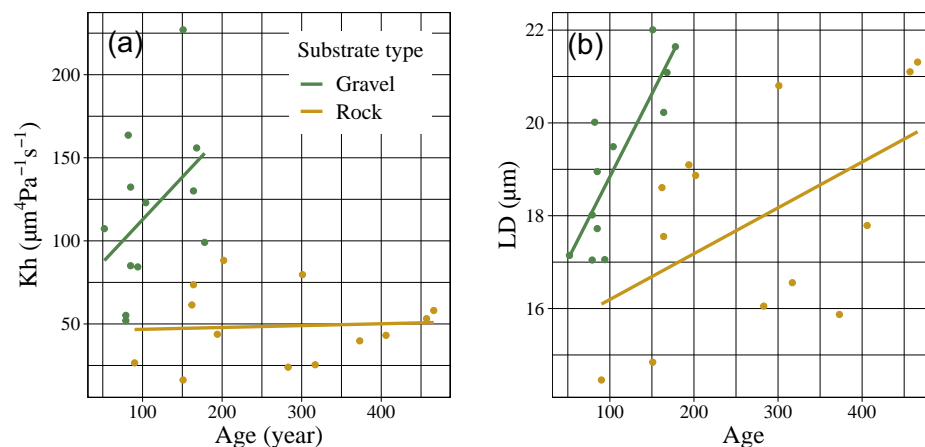 (a)
Substrate type
Gravel
Rock
Kh (μm⁴Pa⁻¹s⁻¹)
200
150
100
50
100 200 300 400
Age (year)
(b)
LD (μm)
22
20
18
16
100 200 300 400
Age